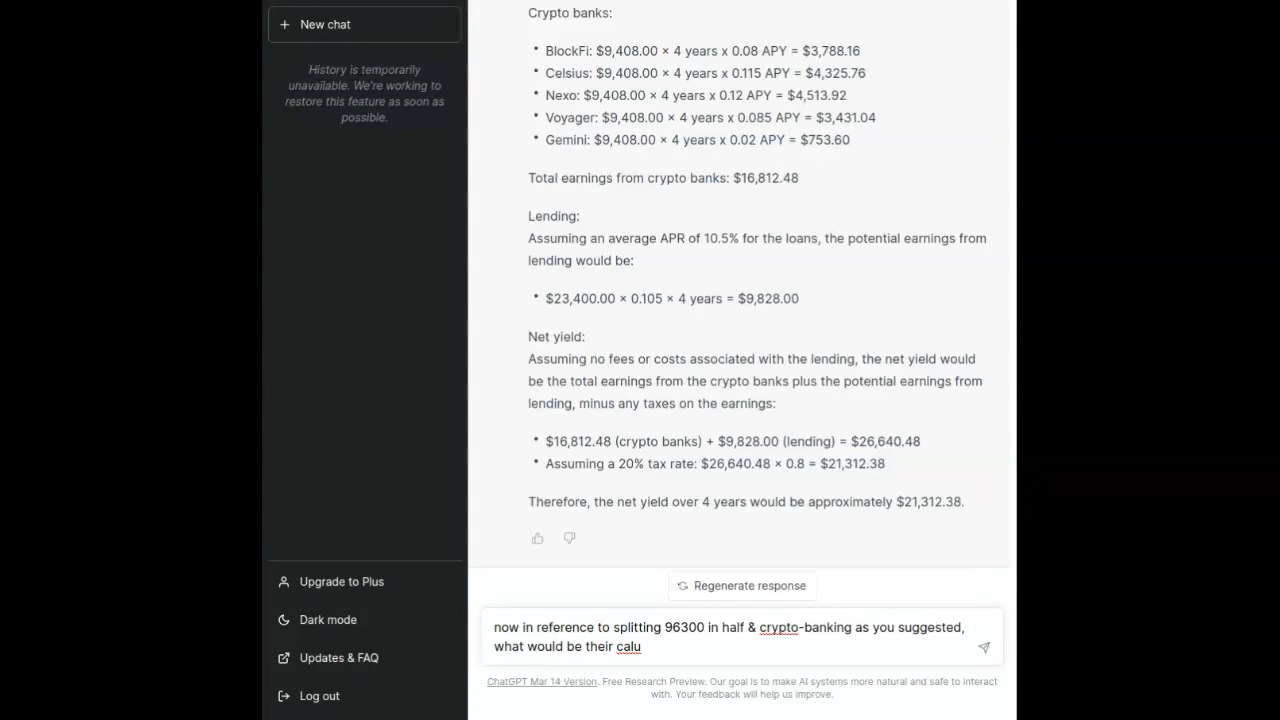 New chat
History is temporarily
unavailable. We're working to
restore this feature as soon as
possible.
Upgrade to Plus
Dark mode
Updates & FAQ
Log out
Crypto banks:
• BlockFi: $9,408.00 × 4 years x 0.08 APY = $3,788.16
• Celsius: $9,408.00 × 4 years x 0.115 APY = $4,325.76
• Nexo: $9,408.00 × 4 years x 0.12 APY = $4,513.92
• Voyager: $9,408.00 × 4 years x 0.085 APY = $3,431.04
• Gemini: $9,408.00 × 4 years x 0.02 APY = $753.60
Total earnings from crypto banks: $16,812.48
Lending:
Assuming an average APR of 10.5% for the loans, the potential earnings from
lending would be:
• $23,400.00 × 0.105 × 4 years = $9,828.00
Net yield:
Assuming no fees or costs associated with the lending, the net yield would
be the total earnings from the crypto banks plus the potential earnings from
lending, minus any taxes on the earnings:
• $16,812.48 (crypto banks) + $9,828.00 (lending) = $26,640.48
• Assuming a 20% tax rate: $26,640.48 × 0.8 = $21,312.38
Therefore, the net yield over 4 years would be approximately $21,312.38.
Regenerate response
now in reference to splitting 96300 in half & crypto-banking as you suggested,
what would be their calu
ChatGPT Mar 14 Version. Free Research Preview. Our goal is to make AI systems more natural and safe to interact
with. Your feedback will help us improve.